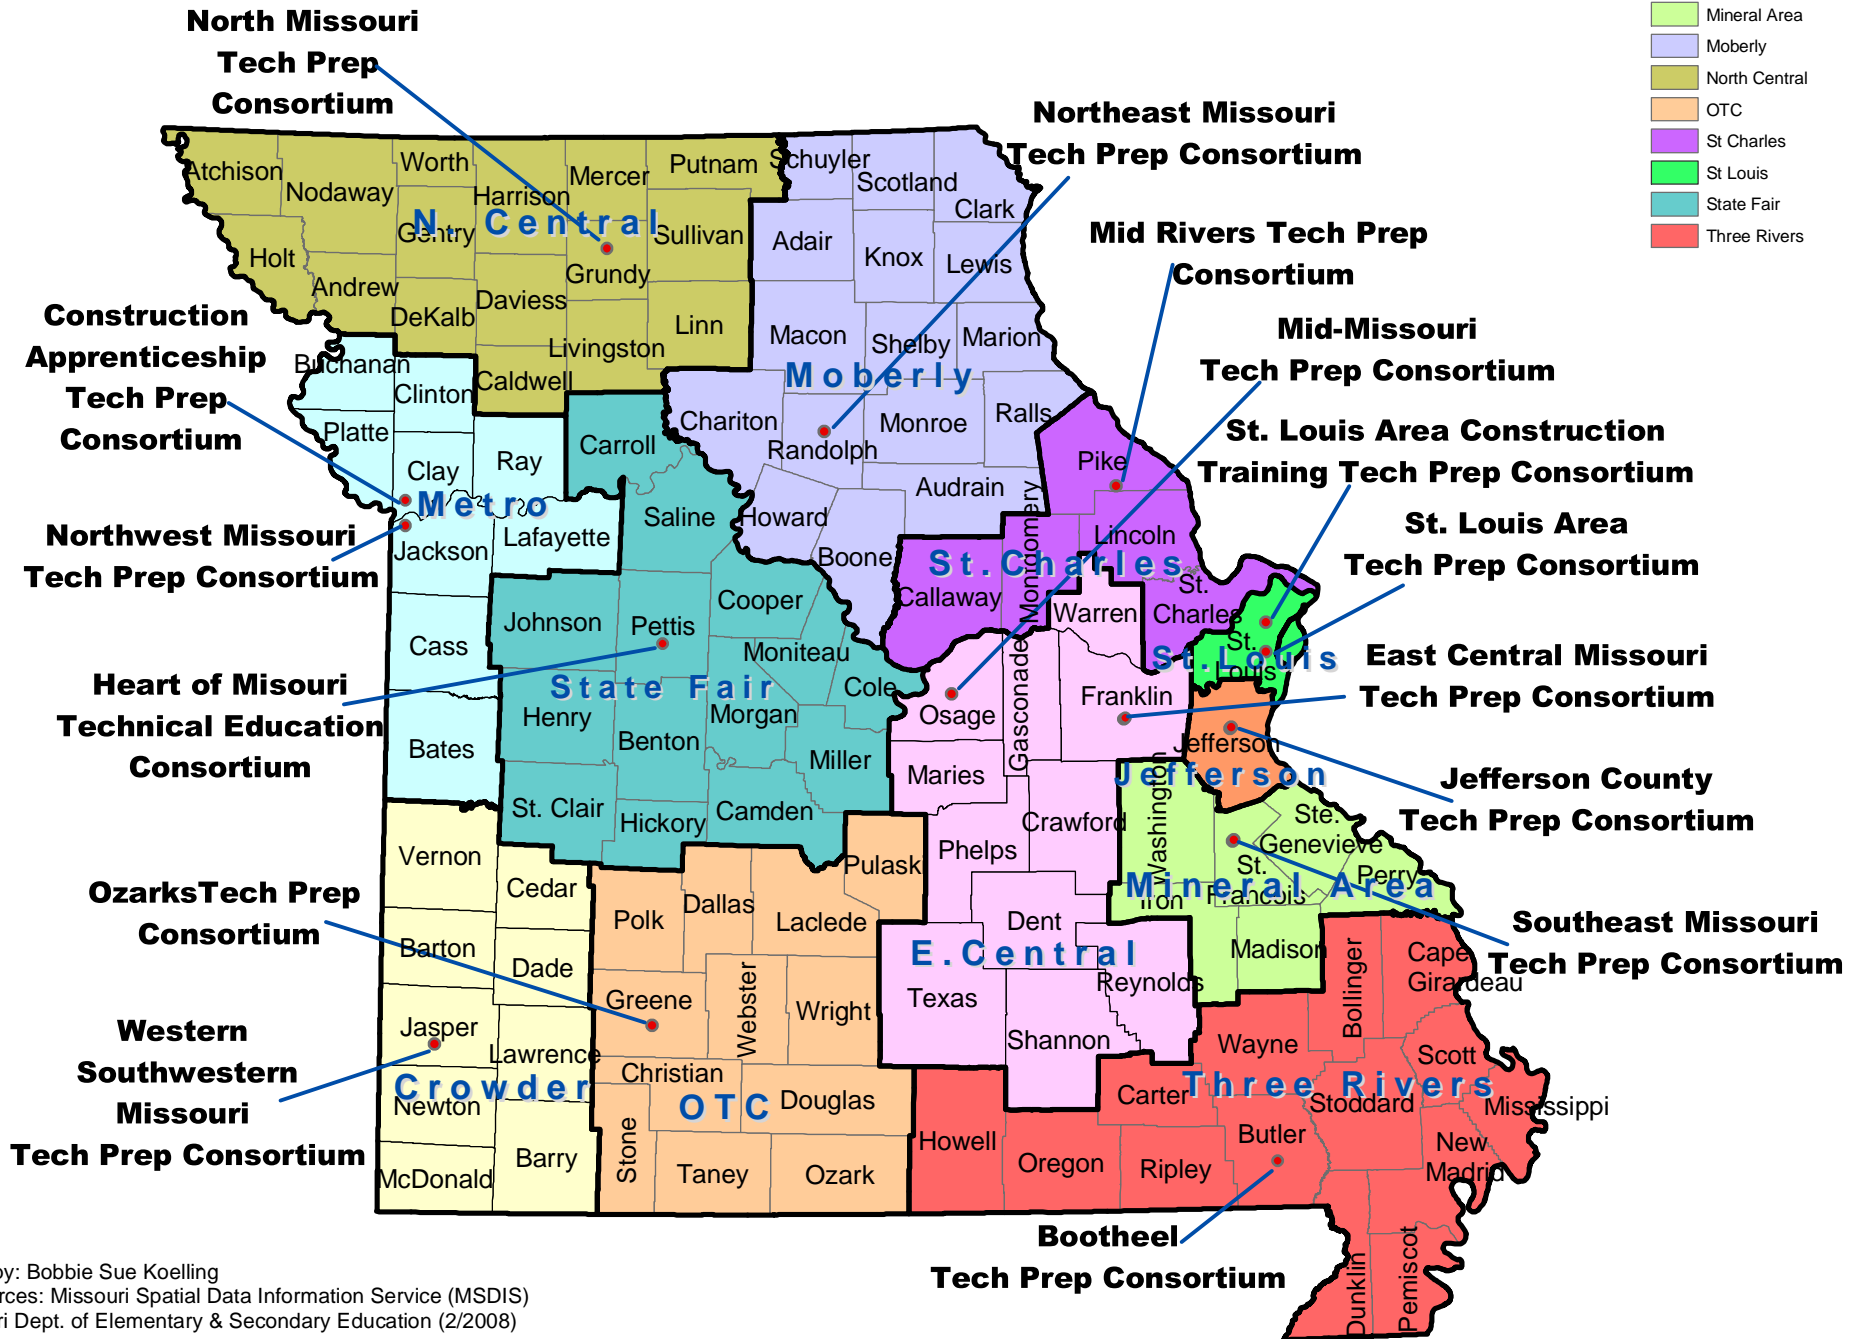 North Missouri
Tech Prep
Consortium
Mineral Area
Moberly
North Central
OTC
St Charles
St Louis
State Fair
Three Rivers
Northeast Missouri
Tech Prep Consortium
Mid Rivers Tech Prep
Consortium
Mid-Missouri
Tech Prep Consortium
St. Louis Area Construction
Training Tech Prep Consortium
St. Louis Area
Tech Prep Consortium
East Central Missouri
Tech Prep Consortium
Jefferson County
Tech Prep Consortium
Southeast Missouri
Tech Prep Consortium
Bootheel
Tech Prep Consortium
Construction
Apprenticeship
Tech Prep
Consortium
Northwest Missouri
Tech Prep Consortium
Heart of Misouri
Technical Education
Consortium
OzarksTech Prep
Consortium
Western
Southwestern
Missouri
Tech Prep Consortium
N. Central
Atchison
Nodaway
Worth
Harrison
Mercer
Putnam
Gentry
Sullivan
Holt
Andrew
DeKalb
Daviess
Grundy
Linn
Livingston
Caldwell
Moberly
Schuyler
Scotland
Clark
Adair
Knox
Lewis
Macon
Shelby
Marion
Chariton
Randolph
Monroe
Ralls
Audrain
Howard
Boone
Metro
Buchanan
Clinton
Platte
Clay
Ray
Jackson
Lafayette
Cass
Bates
State Fair
Carroll
Saline
Johnson
Pettis
Cooper
Moniteau
Cole
Henry
Benton
Morgan
Miller
St. Clair
Hickory
Camden
St.Charles
Pike
Lincoln
Montgomery
Callaway
St.
Charles
St.Louis
St.
Louis
Jefferson
Jefferson
E.Central
Warren
Franklin
Osage
Gasconade
Maries
Crawford
Phelps
Dent
Texas
Reynolds
Shannon
Mineral Area
Washington
Ste.
Genevieve
St.
Francois
Perry
Iron
Madison
Crowder
Vernon
Cedar
Barton
Dade
Jasper
Lawrence
Newton
Barry
McDonald
OTC
Polk
Dallas
Laclede
Pulaski
Greene
Webster
Wright
Christian
Douglas
Stone
Taney
Ozark
Three Rivers
Bollinger
Cape
Girardeau
Wayne
Scott
Carter
Stoddard
Mississippi
Howell
Oregon
Ripley
Butler
New
Madrid
Dunklin
Pemiscot
by: Bobbie Sue Koelling
rces: Missouri Spatial Data Information Service (MSDIS)
ri Dept. of Elementary & Secondary Education (2/2008)